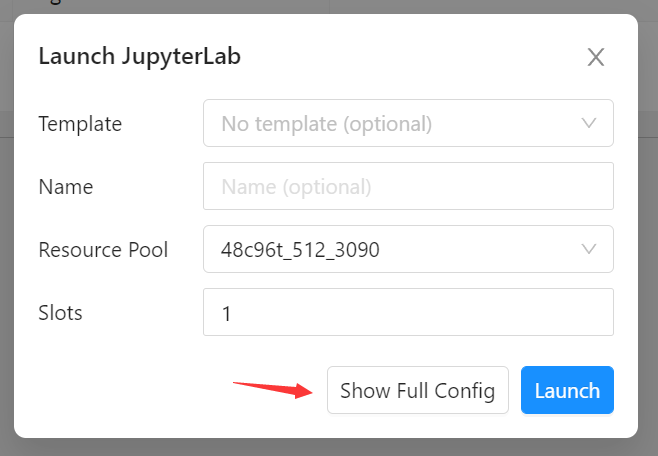 Launch JupyterLab
Template
No template (optional)
Name
Name (optional)
Resource Pool
48c96t_512_3090
Slots
1
Show Full Config
Launch